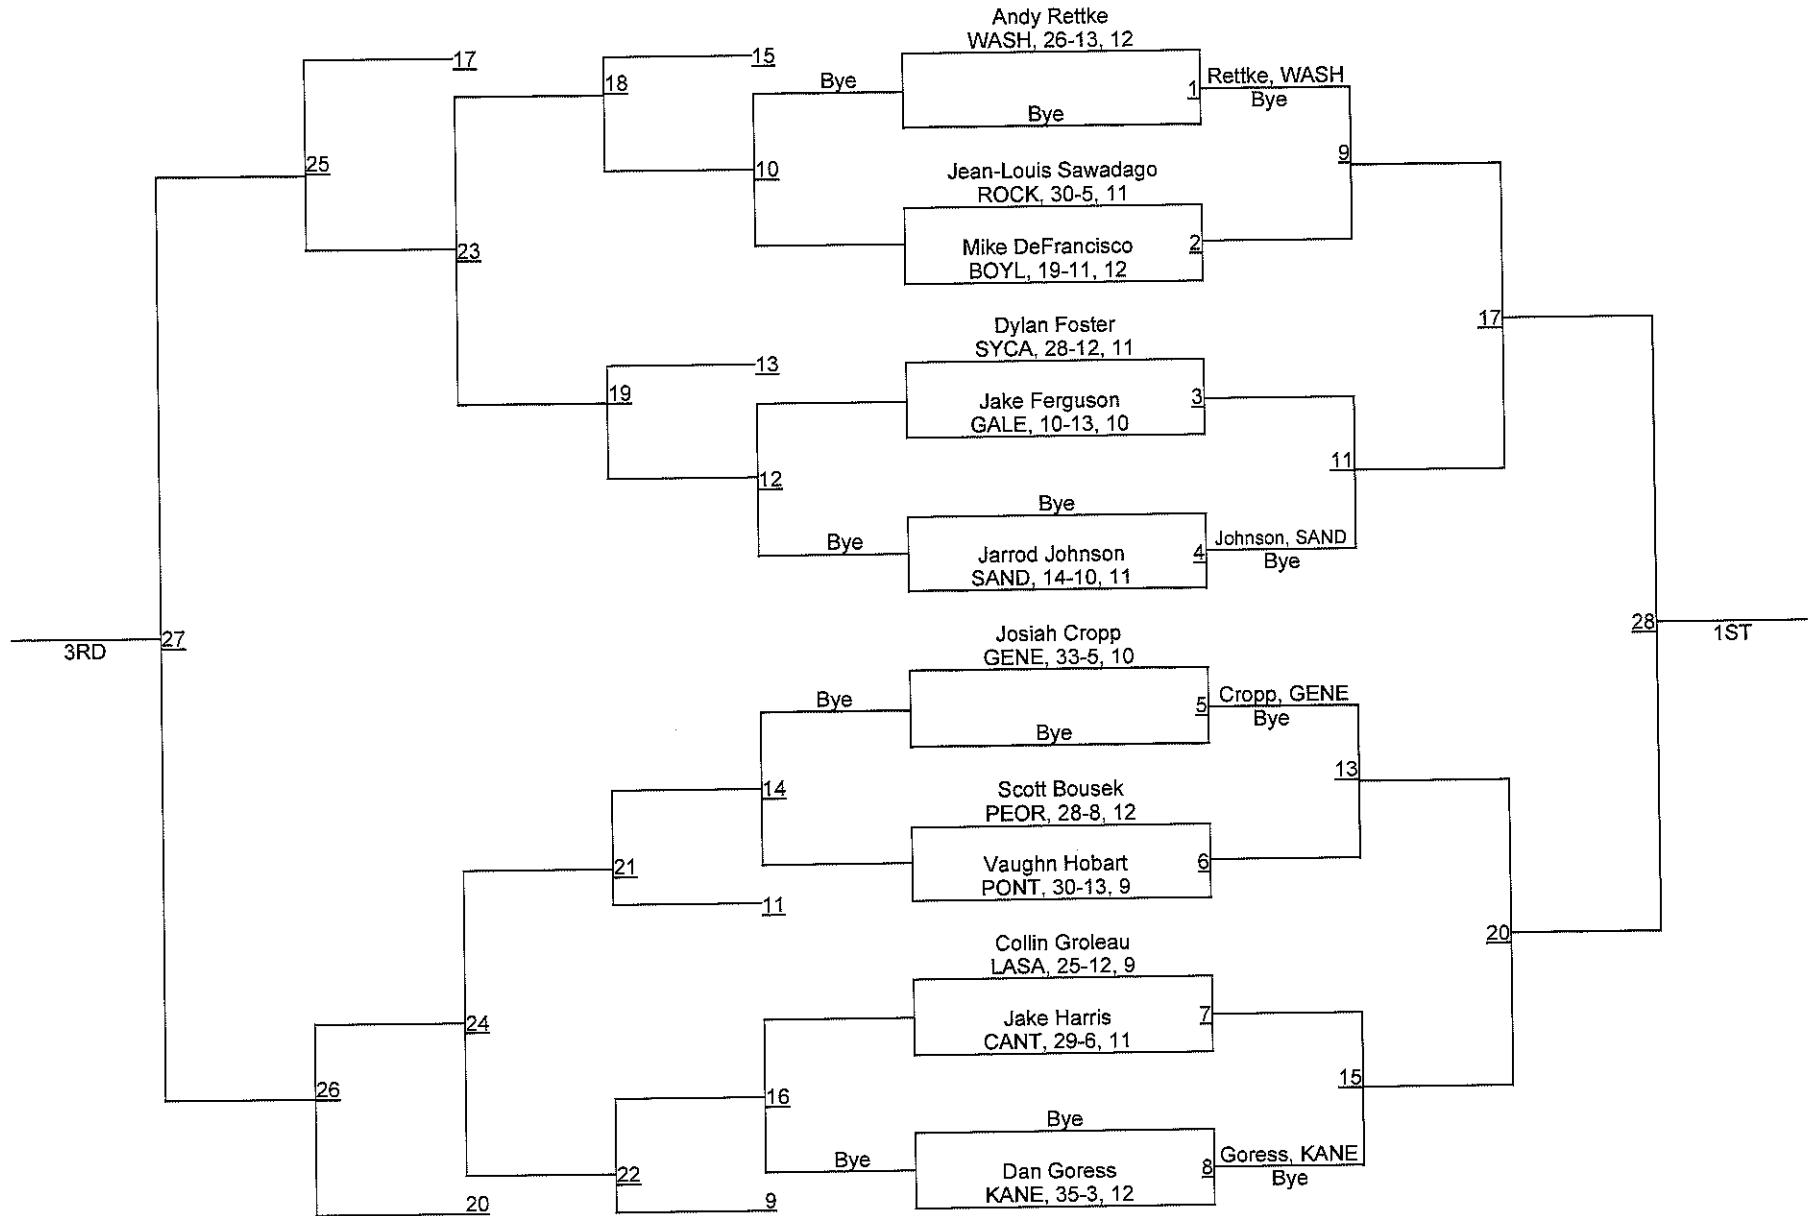 Andy Rettke
WASH, 26-13, 12
17
15
18
Bye
1
Rettke, WASH
Bye
Bye
25
10
Jean-Louis Sawadago
ROCK, 30-5, 11
9
23
Mike DeFrancisco
BOYL, 19-11, 12
2
Dylan Foster
SYCA, 28-12, 11
17
13
19
Jake Ferguson
GALE, 10-13, 10
3
12
11
Bye
Bye
Jarrod Johnson
SAND, 14-10, 11
4
Johnson, SAND
Bye
3RD
27
Josiah Cropp
GENE, 33-5, 10
28
1ST
Bye
5
Cropp, GENE
Bye
Bye
14
Scott Bousek
PEOR, 28-8, 12
13
21
Vaughn Hobart
PONT, 30-13, 9
6
11
Collin Groleau
LASA, 25-12, 9
20
24
Jake Harris
CANT, 29-6, 11
7
26
16
15
Bye
Bye
Dan Goress
KANE, 35-3, 12
8
Goress, KANE
Bye
22
20
9